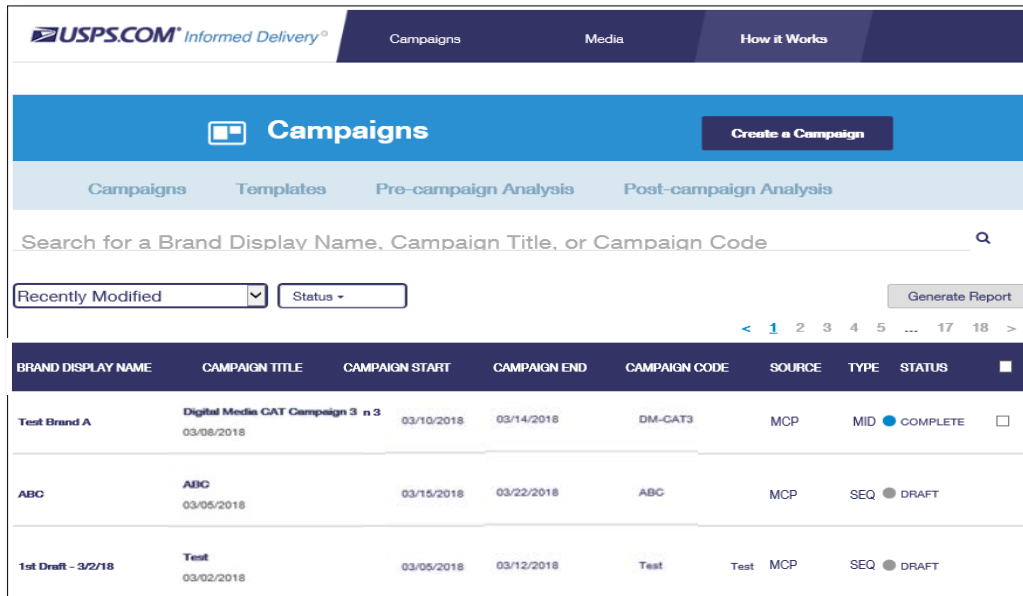 USPS.COM® Informed Delivery® Campaigns Media How it Works
Campaigns Create a Campaign
Campaigns Templates Pre-campaign Analysis Post-campaign Analysis
Search for a Brand Display Name, Campaign Title, or Campaign Code
Recently Modified Status Generate Report
< 1 2 3 4 5 ... 17 18 >
BRAND DISPLAY NAME CAMPAIGN TITLE CAMPAIGN START CAMPAIGN END CAMPAIGN CODE SOURCE TYPE STATUS
Test Brand A Digital Media CAT Campaign 3 n 3 03/10/2018 03/14/2018 DM-CAT3 MCP MID COMPLETE
03/08/2018
ABC ABC 03/15/2018 03/22/2018 ABC MCP SEQ DRAFT
03/05/2018
1st Draft - 3/2/18 Test 03/05/2018 03/12/2018 Test Test MCP SEQ DRAFT
03/02/2018